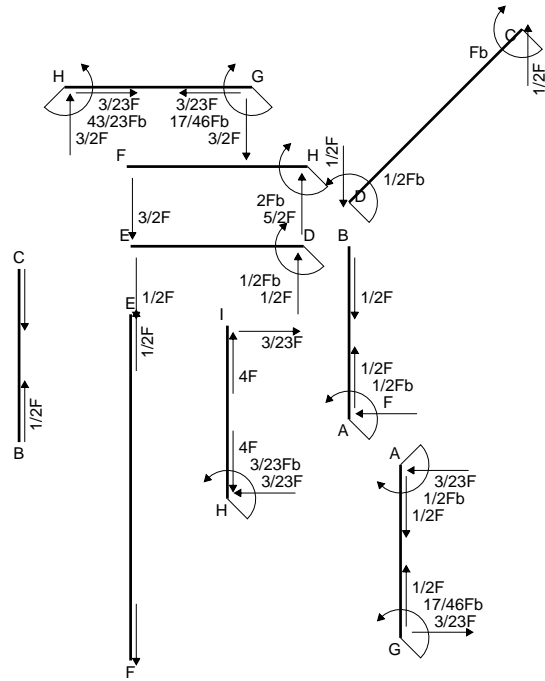 C
Fb
1/2F
H
G
3/23F
3/23F
43/23Fb
17/46Fb
3/2F
3/2F
F
H
1/2F
1/2Fb
D
2Fb
5/2F
3/2F
E
D
B
C
1/2Fb
1/2F
1/2F
1/2F
E
1/2F
I
3/23F
4F
1/2F
1/2Fb
F
A
1/2F
B
4F
3/23Fb
3/23F
H
A
3/23F
1/2Fb
1/2F
1/2F
17/46Fb
3/23F
G
F